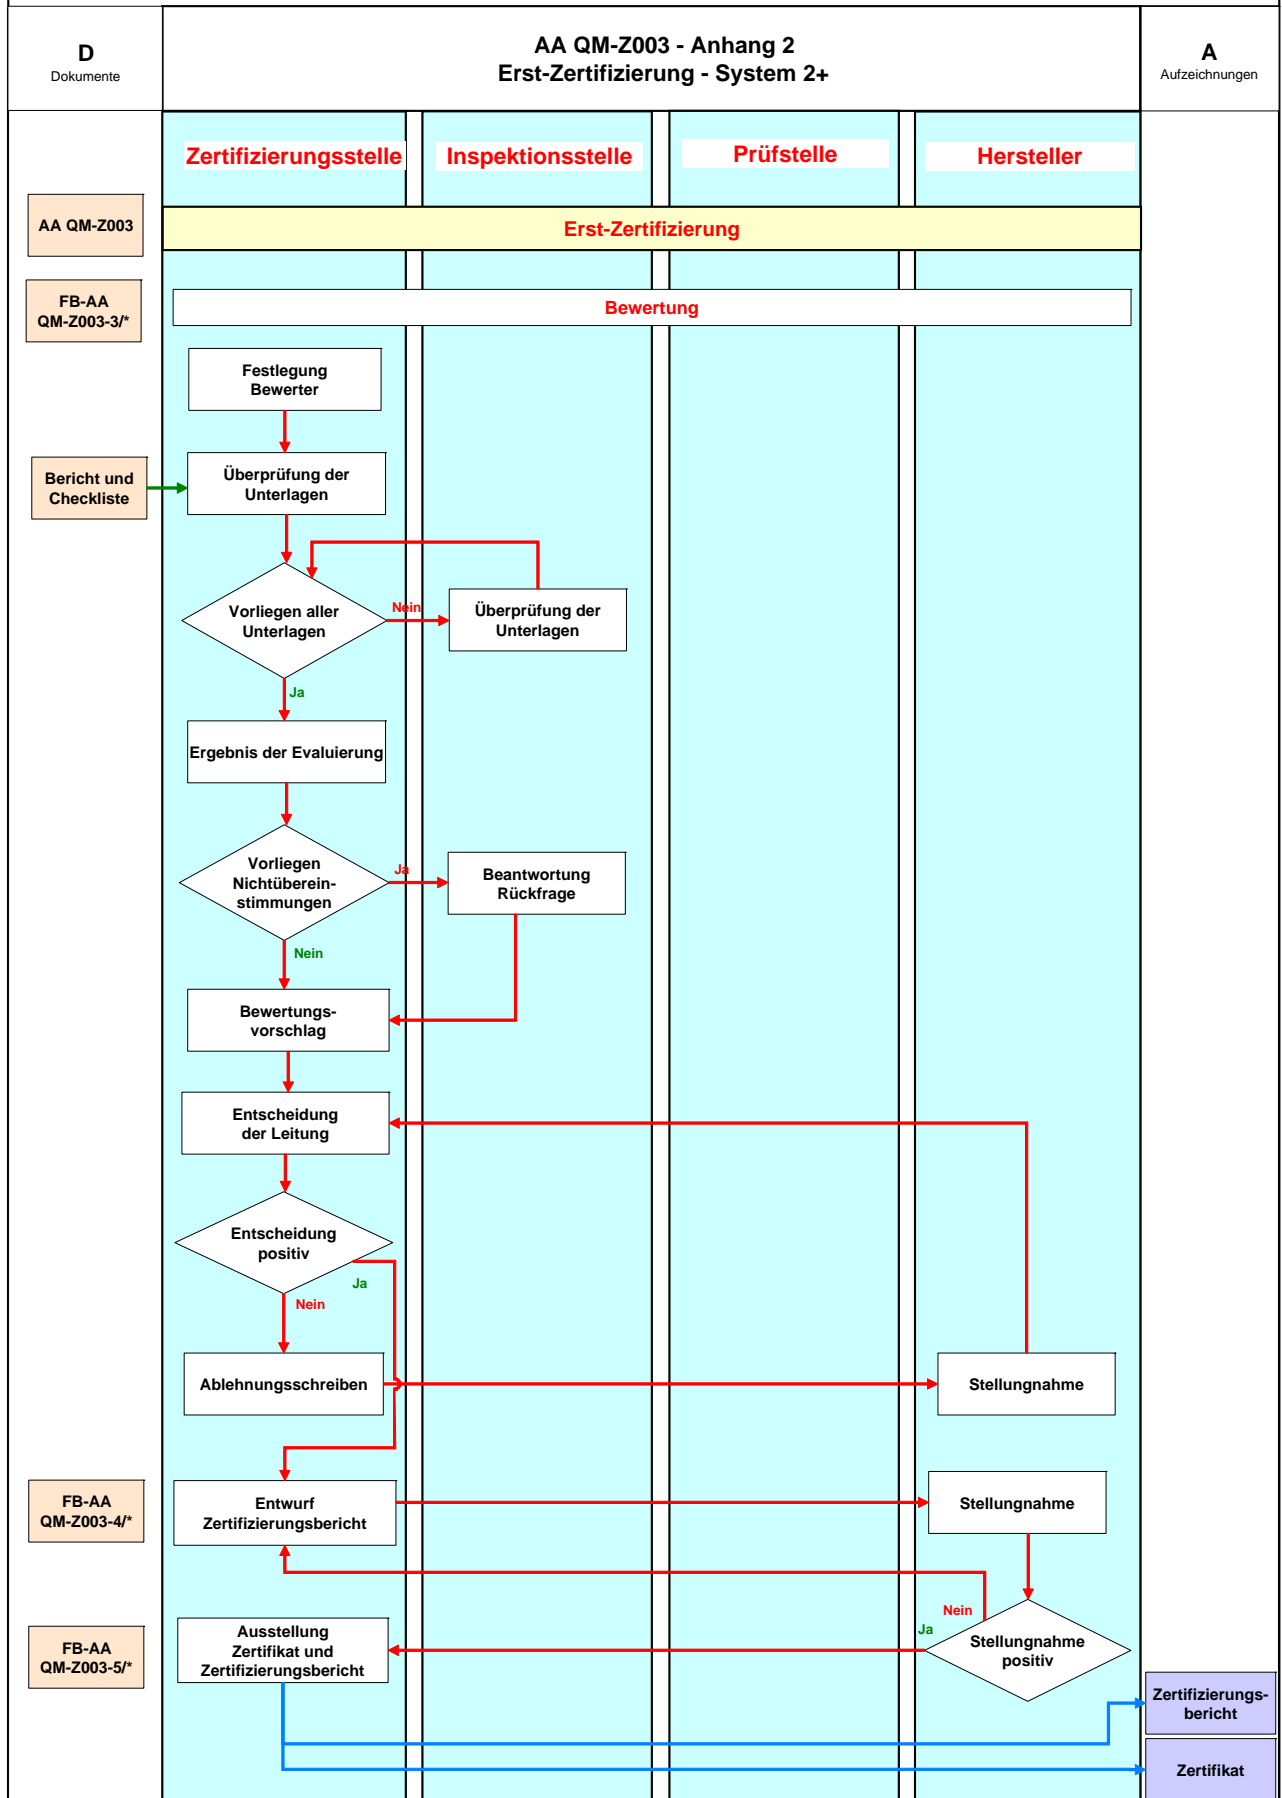 D
Dokumente
AA QM-Z003 - Anhang 2
Erst-Zertifizierung - System 2+
A
Aufzeichnungen
Zertifizierungsstelle
Inspektionsstelle
Prüfstelle
Hersteller
AA QM-Z003
Erst-Zertifizierung
FB-AA
QM-Z003-3/*
Bewertung
Festlegung
Bewerter
Bericht und
Checkliste
Überprüfung der
Unterlagen
Vorliegen aller
Unterlagen
Nein
Überprüfung der
Unterlagen
Ja
Ergebnis der Evaluierung
Vorliegen
Nichtüberein-
stimmungen
Ja
Beantwortung
Rückfrage
Nein
Bewertungs-
vorschlag
Entscheidung
der Leitung
Entscheidung
positiv
Ja
Nein
Ablehnungsschreiben
Stellungnahme
FB-AA
QM-Z003-4/*
Entwurf
Zertifizierungsbericht
Stellungnahme
Nein
Ja
Stellungnahme
positiv
FB-AA
QM-Z003-5/*
Ausstellung
Zertifikat und
Zertifizierungsbericht
Zertifizierungs-
bericht
Zertifikat